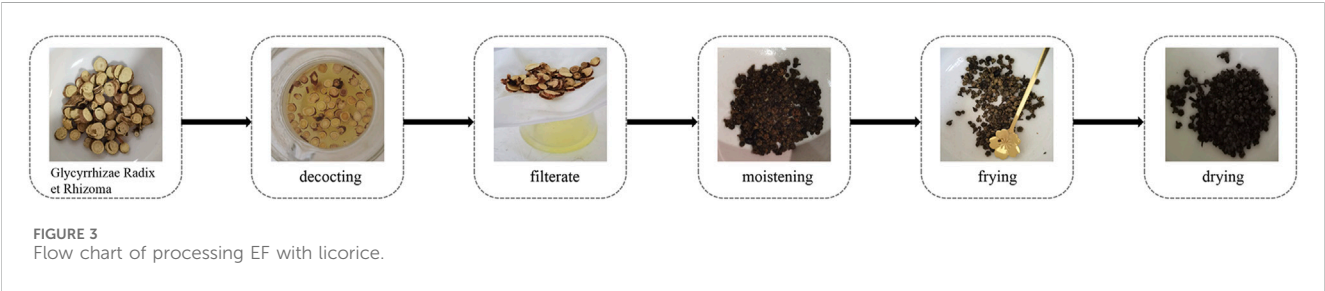 Glycyrrhizae Radix
et Rhizoma
decocting
filterate
moistening
frying
drying
FIGURE 3
Flow chart of processing EF with licorice.